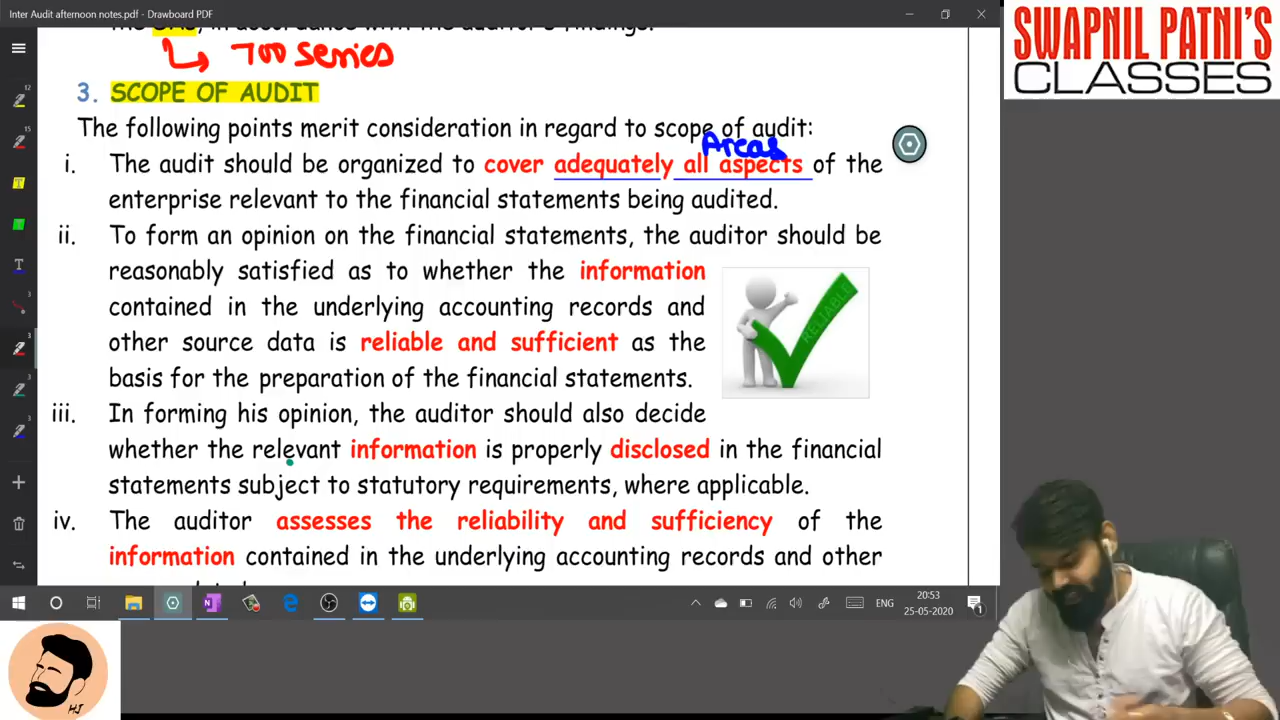 Inter Audit afternoon notes.pdf - Drawboard PDF
SWAPNIL PATNI'S
CLASSES
700 series
3. SCOPE OF AUDIT
The following points merit consideration in regard to scope of audit:
Areas
i. The audit should be organized to cover adequately all aspects of the
enterprise relevant to the financial statements being audited.
ii. To form an opinion on the financial statements, the auditor should be
reasonably satisfied as to whether the information
contained in the underlying accounting records and
other source data is reliable and sufficient as the
basis for the preparation of the financial statements.
RELIABLE
iii. In forming his opinion, the auditor should also decide
whether the relevant information is properly disclosed in the financial
statements subject to statutory requirements, where applicable.
iv. The auditor assesses the reliability and sufficiency of the
information contained in the underlying accounting records and other
ENG
20:53
25-05-2020
1
HJ